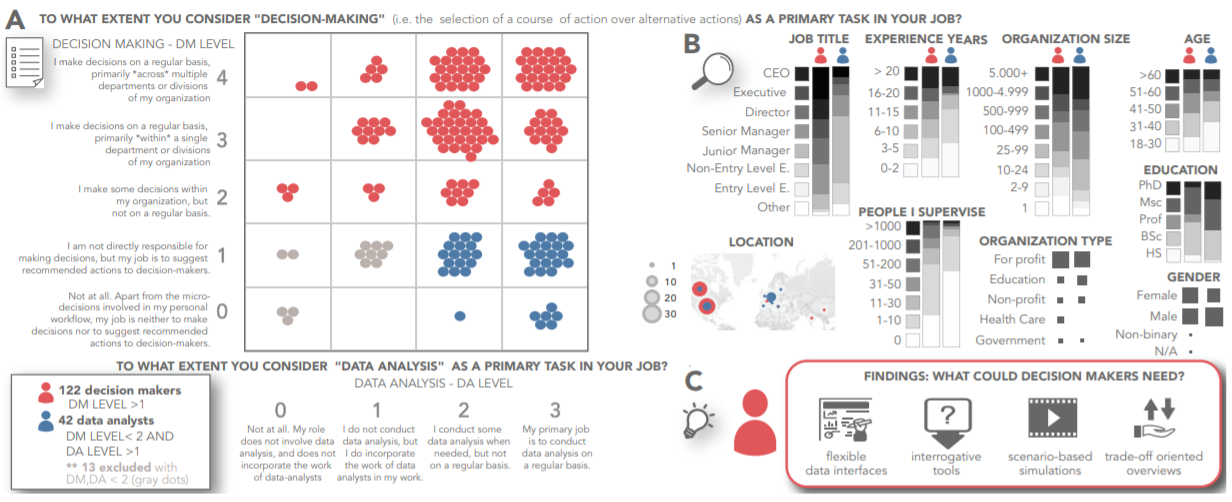 A
TO WHAT EXTENT YOU CONSIDER "DECISION-MAKING" (i.e. the selection of a course of action over alternative actions) AS A PRIMARY TASK IN YOUR JOB?
DECISION MAKING - DM LEVEL
I make decisions on a regular basis,
primarily *across* multiple
departments or divisions
of my organization
4
I make decisions on a regular basis,
primarily *within* a single
department or divisions
of my organization
3
I make some decisions within
my organization, but
not on a regular basis.
2
I am not directly responsible for
making decisions, but my job is to suggest
recommended actions to decision-makers.
1
Not at all. Apart from the micro-
decisions involved in my personal
workflow, my job is neither to make
decisions nor to suggest recommended
actions to decision-makers.
0
TO WHAT EXTENT YOU CONSIDER "DATA ANALYSIS" AS A PRIMARY TASK IN YOUR JOB?
DATA ANALYSIS - DA LEVEL
0
Not at all. My role
does not involve data
analysis, and does not
incorporate the work
of data-analysts
1
I do not conduct
data analysis, but
I do incorporate
the work of data
analysts in my work.
2
I conduct some
data analysis when
needed, but not
on a regular basis.
3
My primary job
is to conduct
data analysis on
a regular basis.
122 decision makers
DM LEVEL >1
42 data analysts
DM LEVEL< 2 AND
DA LEVEL >1
** 13 excluded with
DM,DA < 2 (gray dots)
B
JOB TITLE
CEO
Executive
Director
Senior Manager
Junior Manager
Non-Entry Level E.
Entry Level E.
Other
EXPERIENCE YEARS
> 20
16-20
11-15
6-10
3-5
0-2
ORGANIZATION SIZE
5.000+
1000-4.999
500-999
100-499
25-99
10-24
2-9
1
AGE
>60
51-60
41-50
31-40
18-30
EDUCATION
PhD
Msc
Prof
BSc
HS
LOCATION
1
10
20
30
PEOPLE I SUPERVISE
>1000
201-1000
51-200
31-50
11-30
1-10
0
ORGANIZATION TYPE
For profit
Education
Non-profit
Health Care
Government
GENDER
Female
Male
Non-binary
N/A
C
FINDINGS: WHAT COULD DECISION MAKERS NEED?
?
flexible
data interfaces
interrogative
tools
scenario-based
simulations
trade-off oriented
overviews